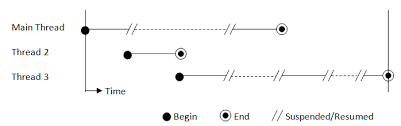 Main Thread
Thread 2
Thread 3
Time
Begin End Suspended/Resumed